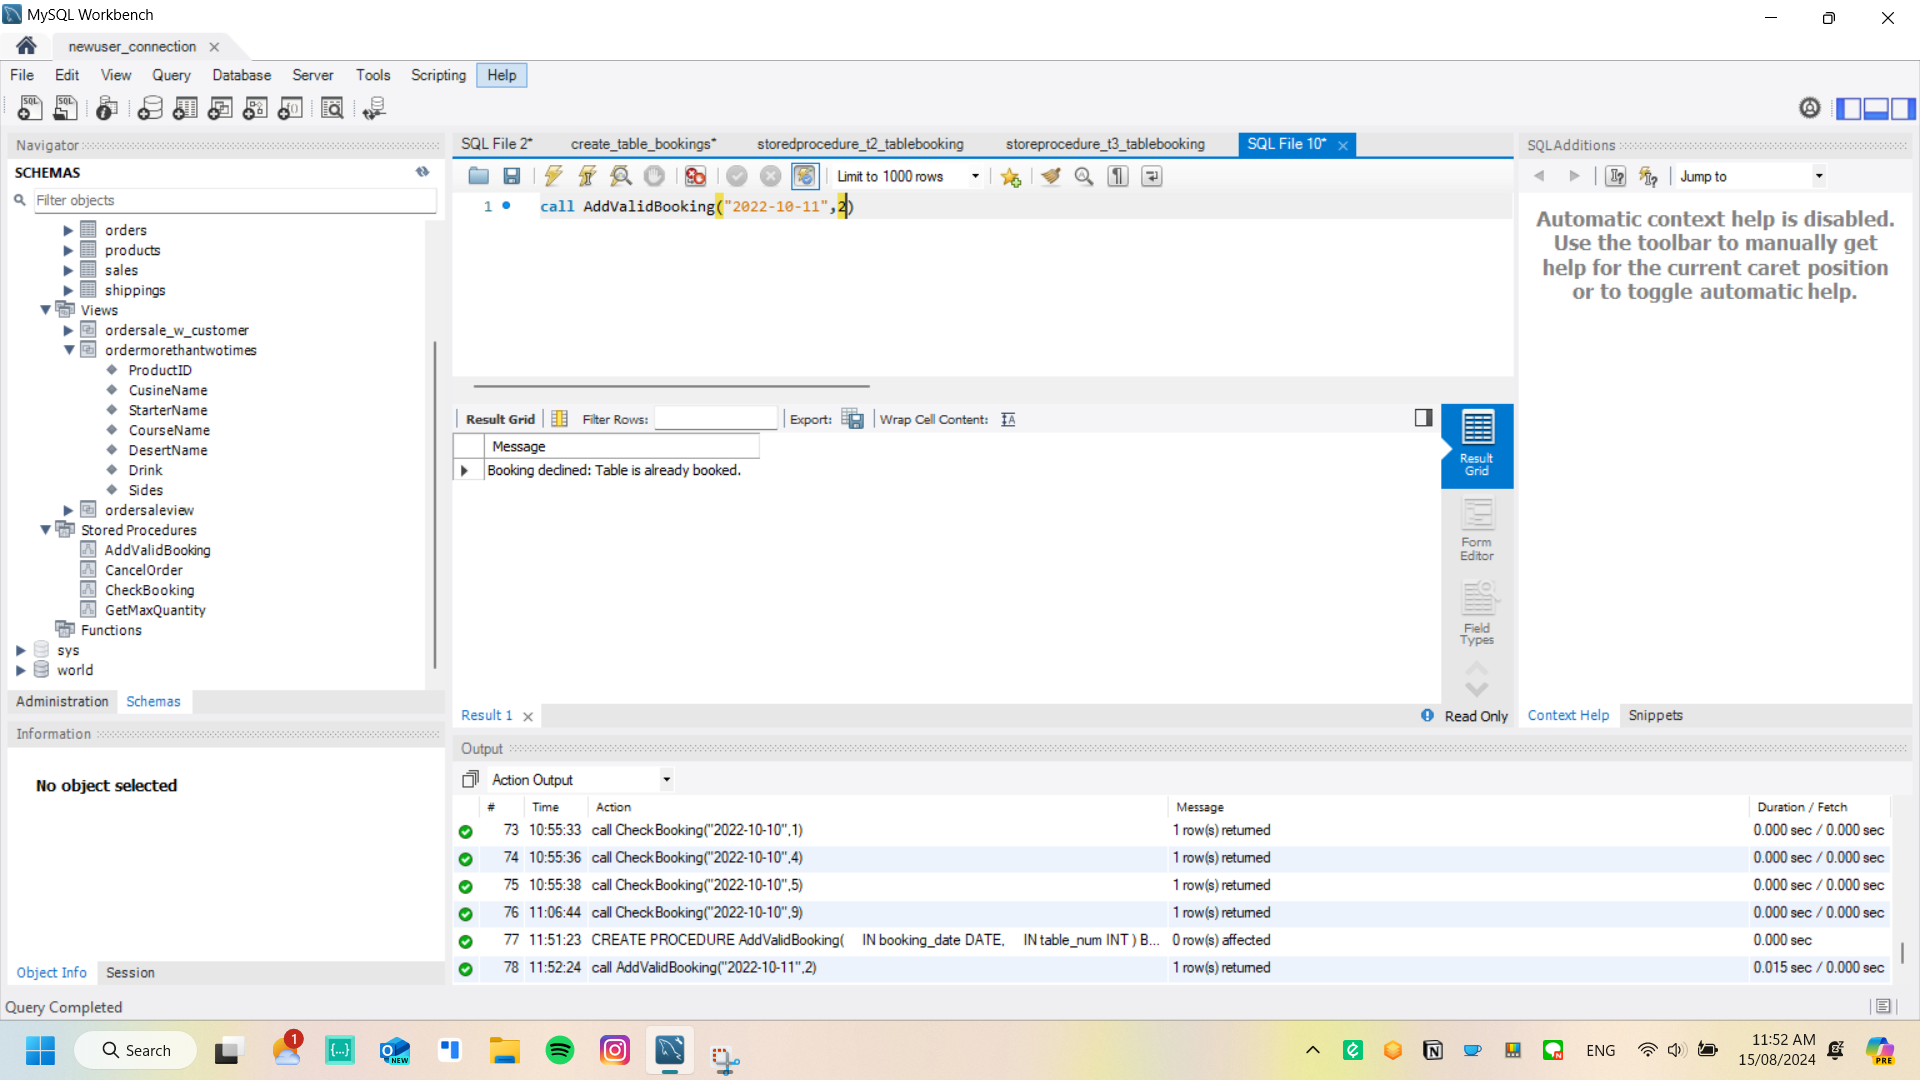 MySQL Workbench
newuser_connection
File Edit View Query Database Server Tools Scripting Help
Navigator
SCHEMAS
Filter objects
orders
products
sales
shippings
Views
ordersale_w_customer
ordermorethantwotimes
ProductID
CusineName
StarterName
CourseName
DesertName
Drink
Sides
ordersaleview
Stored Procedures
AddValidBooking
CancelOrder
CheckBooking
GetMaxQuantity
Functions
sys
world
Administration Schemas
Information
No object selected
Object Info Session
Query Completed
SQL File 2* create_table_bookings* storedprocedure_t2_tablebooking storeprocedure_t3_tablebooking SQL File 10*
Limit to 1000 rows
1 call AddValidBooking("2022-10-11",2)
Result Grid Filter Rows: Export: Wrap Cell Content:
Message
Booking declined: Table is already booked.
Result Grid
Form Editor
Field Types
Result 1 Read Only
SQLAdditions
Jump to
Automatic context help is disabled.
Use the toolbar to manually get
help for the current caret position
or to toggle automatic help.
Context Help Snippets
Output
Action Output
# Time Action Message Duration / Fetch
73 10:55:33 call CheckBooking("2022-10-10",1) 1 row(s) returned 0.000 sec / 0.000 sec
74 10:55:36 call CheckBooking("2022-10-10",4) 1 row(s) returned 0.000 sec / 0.000 sec
75 10:55:38 call CheckBooking("2022-10-10",5) 1 row(s) returned 0.000 sec / 0.000 sec
76 11:06:44 call CheckBooking("2022-10-10",9) 1 row(s) returned 0.000 sec / 0.000 sec
77 11:51:23 CREATE PROCEDURE AddValidBooking( IN booking_date DATE, IN table_num INT ) B... 0 row(s) affected 0.000 sec
78 11:52:24 call AddValidBooking("2022-10-11",2) 1 row(s) returned 0.015 sec / 0.000 sec
Search
1
NEW
ENG
11:52 AM
15/08/2024
PRE